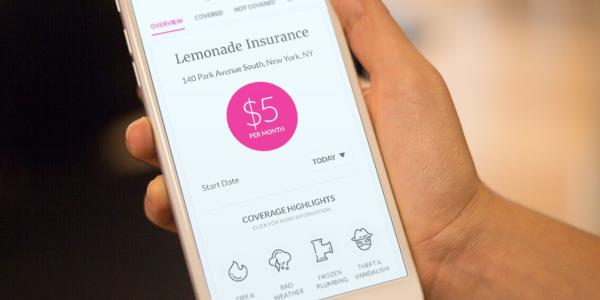 OVERVIEW COVERED NOT COVERED
Lemonade Insurance
140 Park Avenue South, New York, NY
$5
PER MONTH
Start Date TODAY ▼
COVERAGE HIGHLIGHTS
CLICK FOR MORE INFORMATION
FIRE &
BAD
WEATHER
FROZEN
PLUMBING
THEFT &
VANDALISM